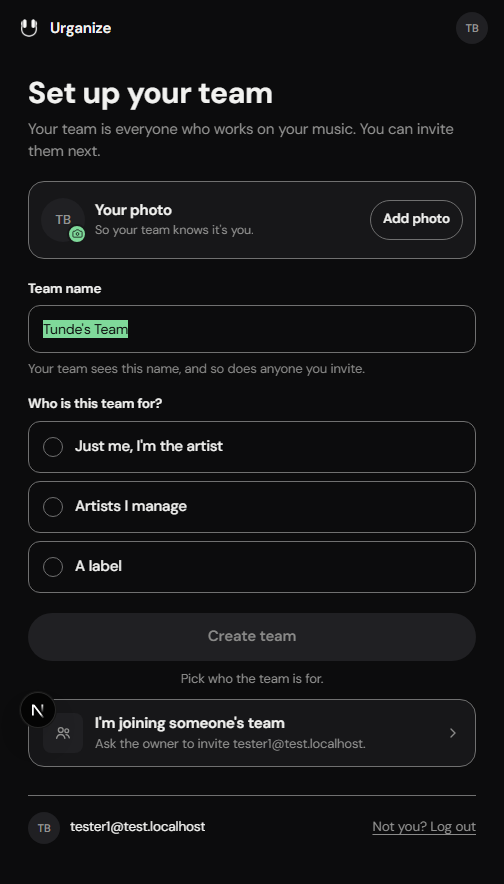 Urganize
TB
Set up your team
Your team is everyone who works on your music. You can invite
them next.
TB
Your photo
So your team knows it's you.
Add photo
Team name
Tunde's Team
Your team sees this name, and so does anyone you invite.
Who is this team for?
Just me, I'm the artist
Artists I manage
A label
Create team
Pick who the team is for.
N
I'm joining someone's team
Ask the owner to invite tester1@test.localhost.
TB
tester1@test.localhost
Not you? Log out